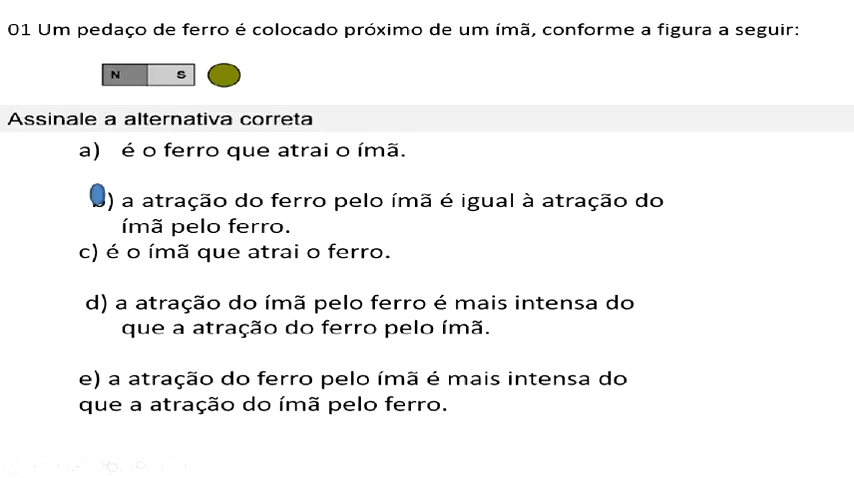 01 Um pedaço de ferro é colocado próximo de um ímã, conforme a figura a seguir:
N S
Assinale a alternativa correta
a) é o ferro que atrai o ímã.
b) a atração do ferro pelo ímã é igual à atração do
ímã pelo ferro.
c) é o ímã que atrai o ferro.
d) a atração do ímã pelo ferro é mais intensa do
que a atração do ferro pelo ímã.
e) a atração do ferro pelo ímã é mais intensa do
que a atração do ímã pelo ferro.